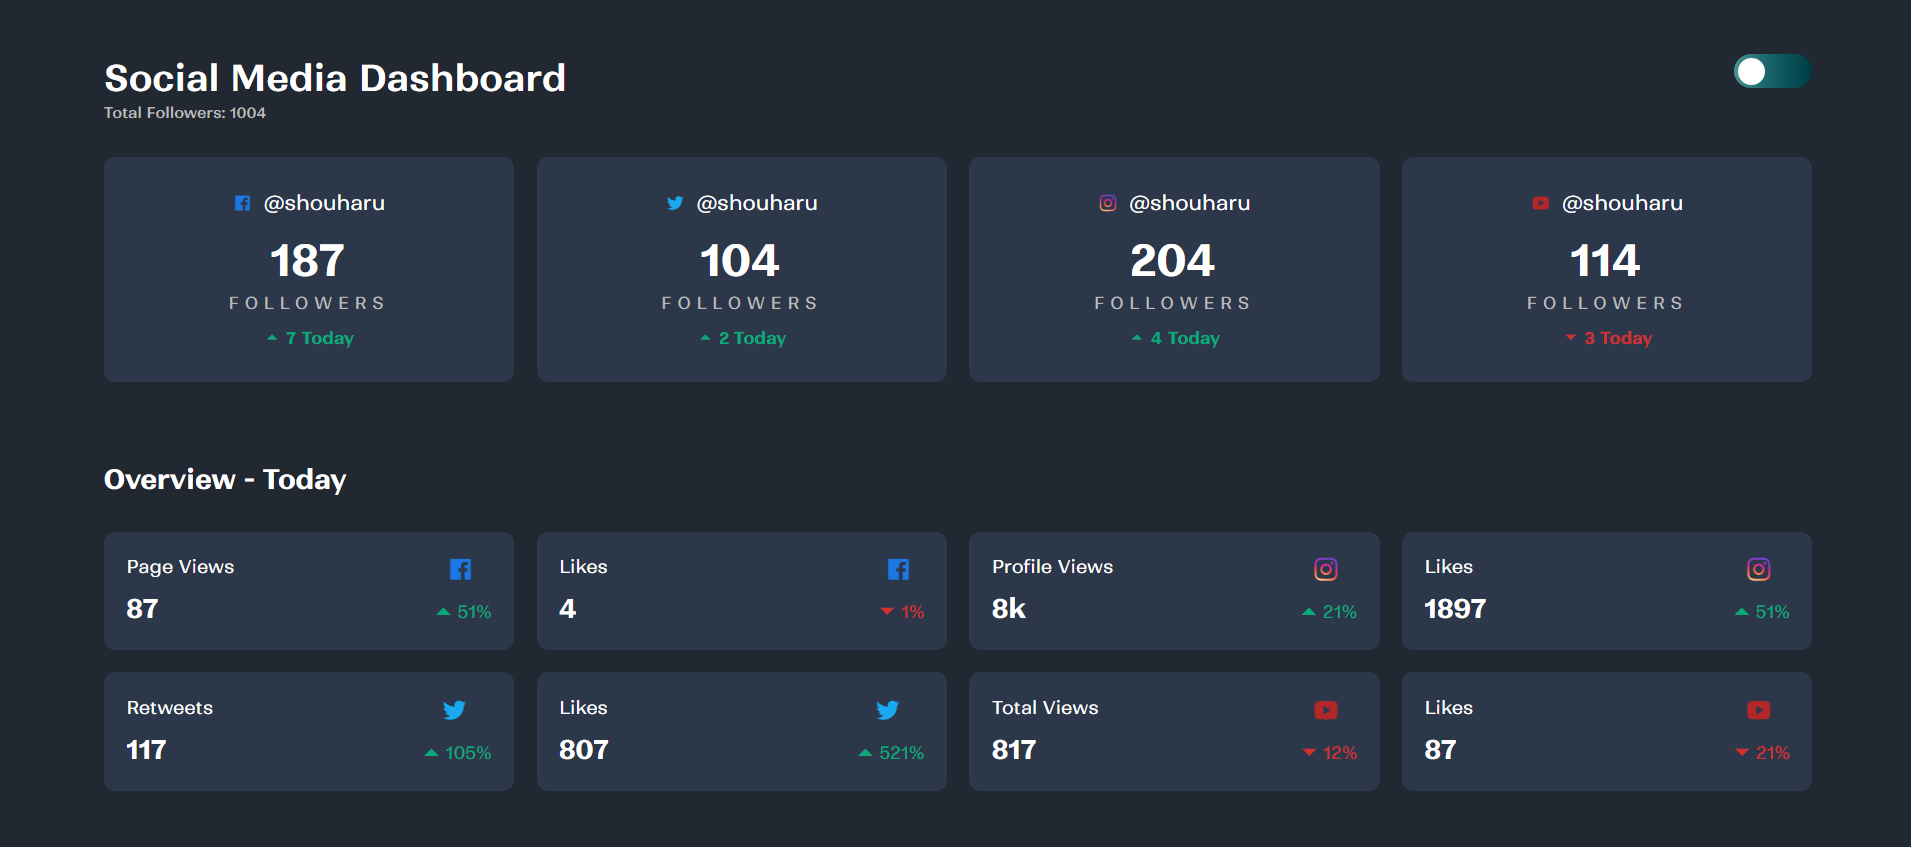 Social Media Dashboard
Total Followers: 1004
@shouharu
187
FOLLOWERS
7 Today
@shouharu
104
FOLLOWERS
2 Today
@shouharu
204
FOLLOWERS
4 Today
@shouharu
114
FOLLOWERS
3 Today
Overview - Today
Page Views
87
51%
Likes
4
1%
Profile Views
8k
21%
Likes
1897
51%
Retweets
117
105%
Likes
807
521%
Total Views
817
12%
Likes
87
21%